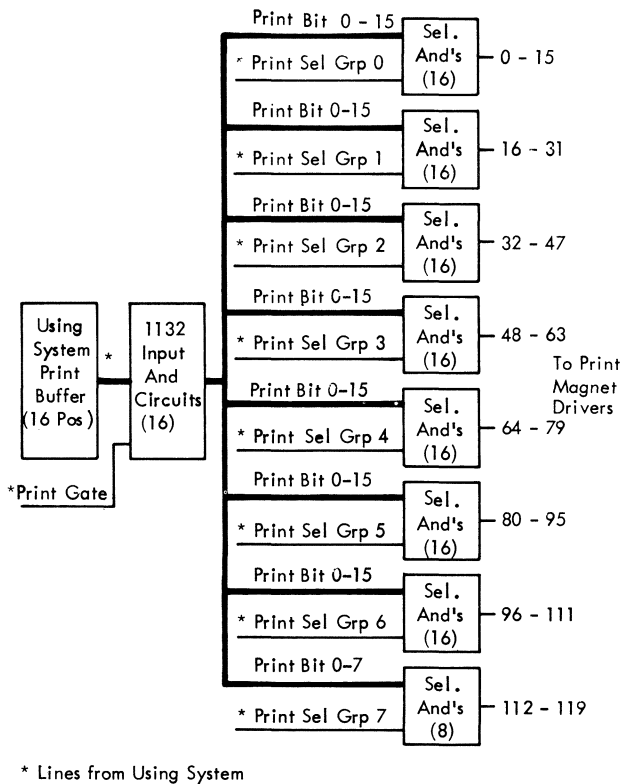 Print Bit 0 - 15
Sel.
And's
(16)
0 - 15
* Print Sel Grp 0
Print Bit 0-15
Sel.
And's
(16)
16 - 31
* Print Sel Grp 1
Print Bit 0-15
Sel.
And's
(16)
32 - 47
* Print Sel Grp 2
Print Bit 0-15
Sel.
And's
(16)
48 - 63
* Print Sel Grp 3
Using
System
Print
Buffer
(16 Pos)
*
1132
Input
And
Circuits
(16)
*Print Gate
To Print
Magnet
Drivers
Print Bit 0-15
Sel.
And's
(16)
64 - 79
* Print Sel Grp 4
Print Bit 0-15
Sel.
And's
(16)
80 - 95
* Print Sel Grp 5
Print Bit 0-15
Sel.
And's
(16)
96 - 111
* Print Sel Grp 6
Print Bit 0-7
Sel.
And's
(8)
112 - 119
* Print Sel Grp 7
* Lines from Using System